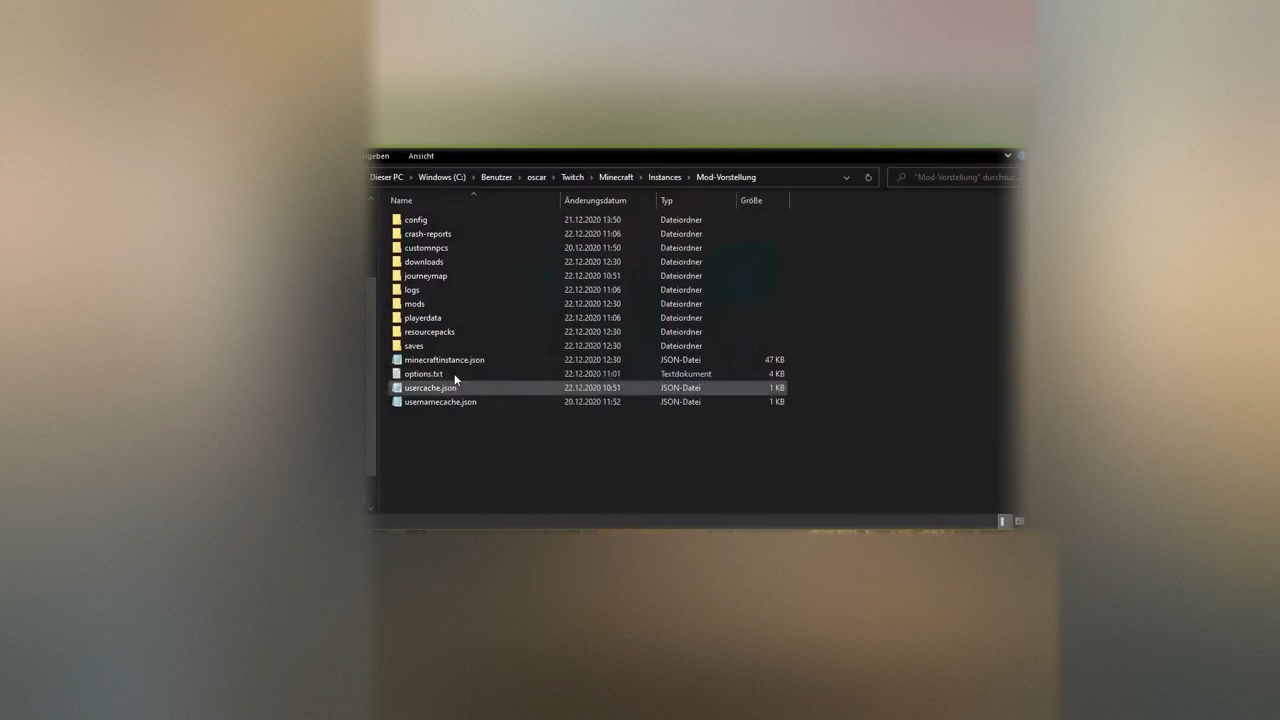 igeben Ansicht
Dieser PC > Windows (C:) > Benutzer > oscar > Twitch > Minecraft > Instances > Mod-Vorstellung "Mod-Vorstellung" durchsuc...
Name Änderungsdatum Typ Größe
config 21.12.2020 13:50 Dateiordner
crash-reports 22.12.2020 11:06 Dateiordner
customnpcs 20.12.2020 11:50 Dateiordner
downloads 22.12.2020 12:30 Dateiordner
journeymap 22.12.2020 10:51 Dateiordner
logs 22.12.2020 11:06 Dateiordner
mods 22.12.2020 12:30 Dateiordner
playerdata 22.12.2020 11:06 Dateiordner
resourcepacks 22.12.2020 12:30 Dateiordner
saves 22.12.2020 12:30 Dateiordner
minecraftinstance.json 22.12.2020 12:30 JSON-Datei 47 KB
options.txt 22.12.2020 11:01 Textdokument 4 KB
usercache.json 22.12.2020 10:51 JSON-Datei 1 KB
usernamecache.json 20.12.2020 11:52 JSON-Datei 1 KB